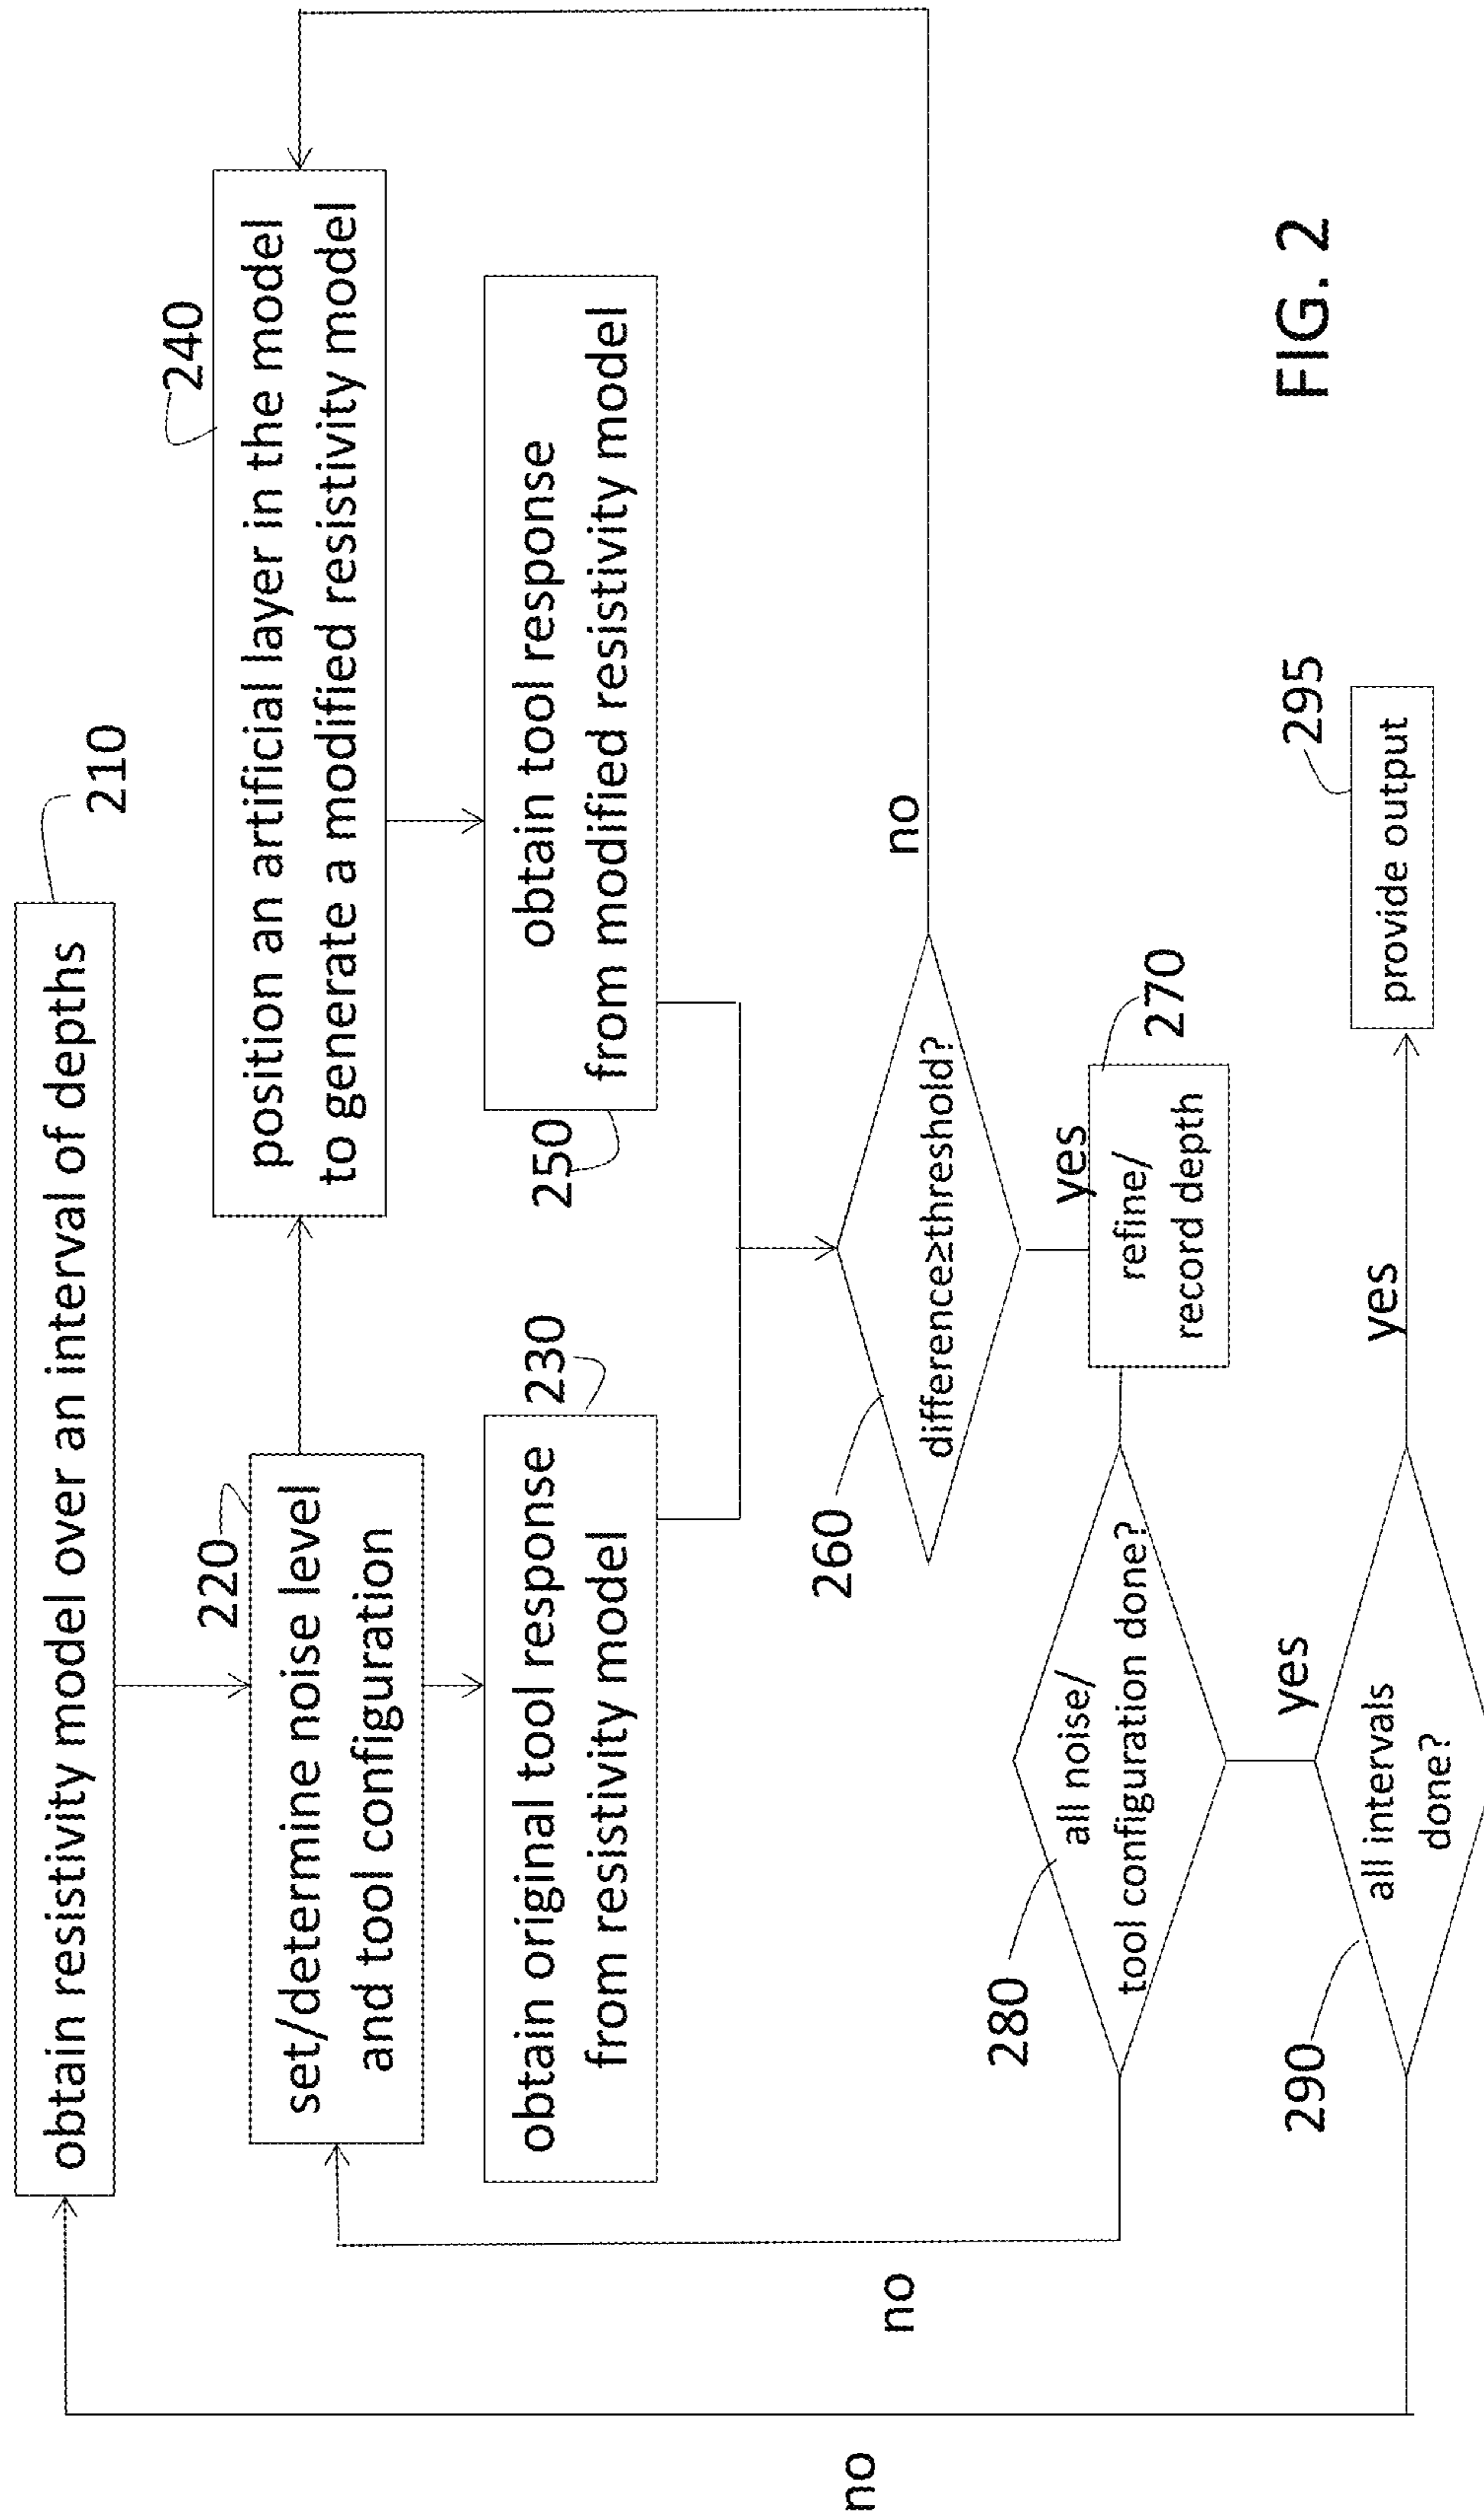 obtain resistivity model over an interval of depths
210
220
set/determine noise level
and tool configuration
240
position an artificial layer in the model
to generate a modified resistivity model
230
obtain original tool response
from resistivity model
250
obtain tool response
from modified resistivity model
260
difference≥threshold?
no
yes
270
refine/
record depth
280
all noise/
tool configuration done?
no
yes
290
all intervals
done?
no
yes
295
provide output
FIG. 2